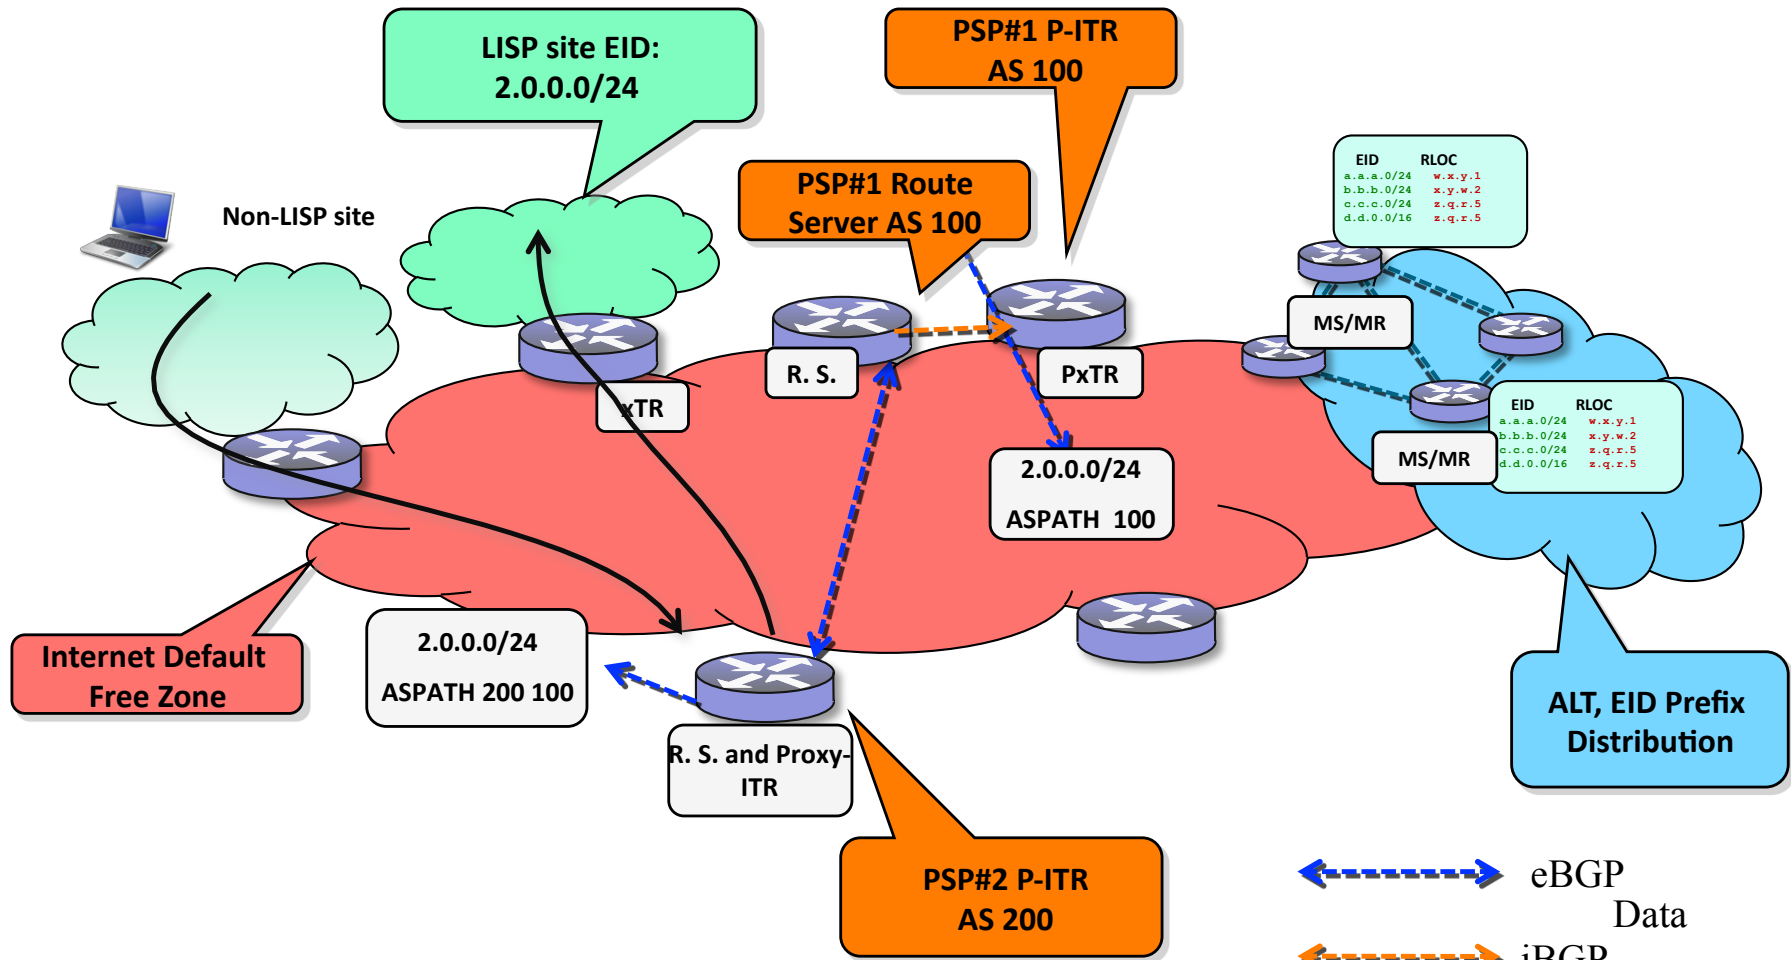 LISP site EID:
2.0.0.0/24
PSP#1 P-ITR
AS 100
Non-LISP site
PSP#1 Route
Server AS 100
EID RLOC
a.a.a.0/24 w.x.y.1
b.b.b.0/24 x.y.w.2
c.c.c.0/24 z.q.r.5
d.d.0.0/16 z.q.r.5
MS/MR
R. S.
PxTR
xTR
EID RLOC
a.a.a.0/24 w.x.y.1
b.b.b.0/24 x.y.w.2
c.c.c.0/24 z.q.r.5
d.d.0.0/16 z.q.r.5
MS/MR
2.0.0.0/24
ASPATH 100
Internet Default
Free Zone
2.0.0.0/24
ASPATH 200 100
R. S. and Proxy-
ITR
ALT, EID Prefix
Distribution
PSP#2 P-ITR
AS 200
eBGP
Data
iBGP